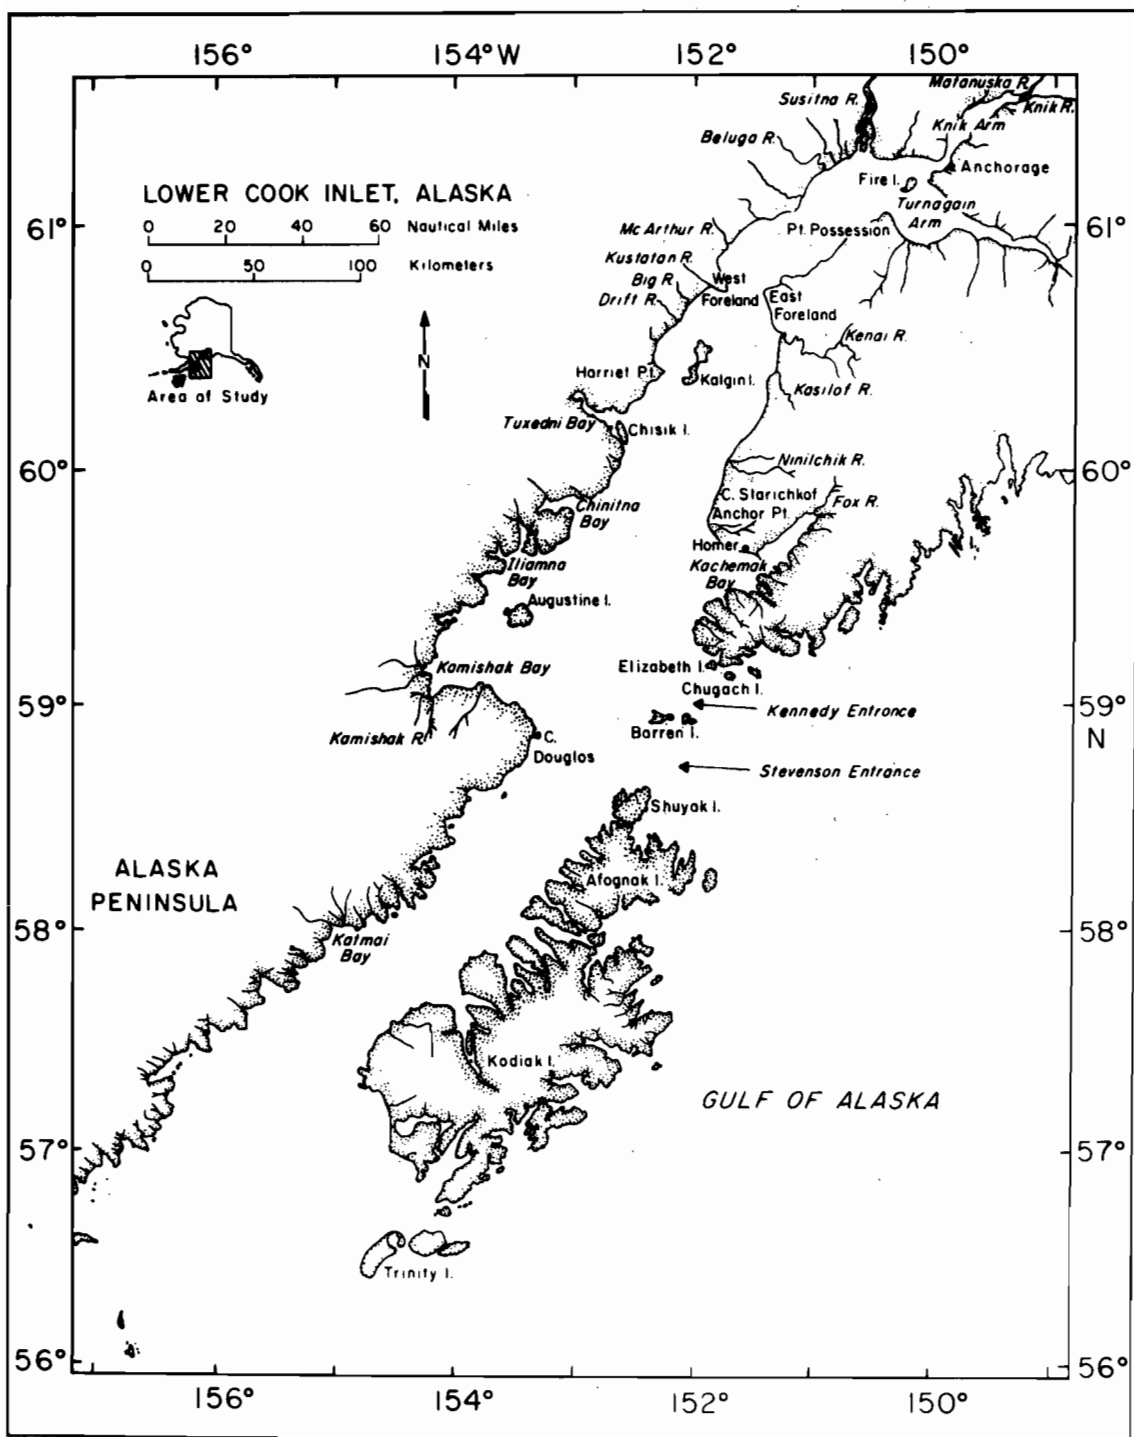 156° 154°W 152° 150°
Matanuska R.
Susitna R.
Knik R.
Knik Arm
Beluga R.
Anchorage
Fire I.
LOWER COOK INLET, ALASKA
Turnagain
Arm
0 20 40 60 Nautical Miles
61° 61°
McArthur R.
Pt. Possession
0 50 100 Kilometers
Kustatan R.
Big R.
West
Foreland
Drift R.
East
Foreland
Kenai R.
N
Harriet Pt.
Kalgin I.
Kasilof R.
Area of Study
Tuxedni Bay
Chisik I.
60° 60°
Ninilchik R.
C. Starichkof
Fox R.
Anchor Pt.
Chinitna
Bay
Homer
Iliamna
Bay
Kachemak
Bay
Augustine I.
Elizabeth I.
Kamishak Bay
Chugach I.
59° 59°
Kennedy Entrance
N
Kamishak R.
Barren I.
C.
Douglos
Stevenson Entrance
Shuyak I.
ALASKA
PENINSULA
Afognak I.
58° 58°
Katmai
Bay
Kodiak I.
GULF OF ALASKA
57° 57°
Trinity I.
56° 56°
156° 154° 152° 150°